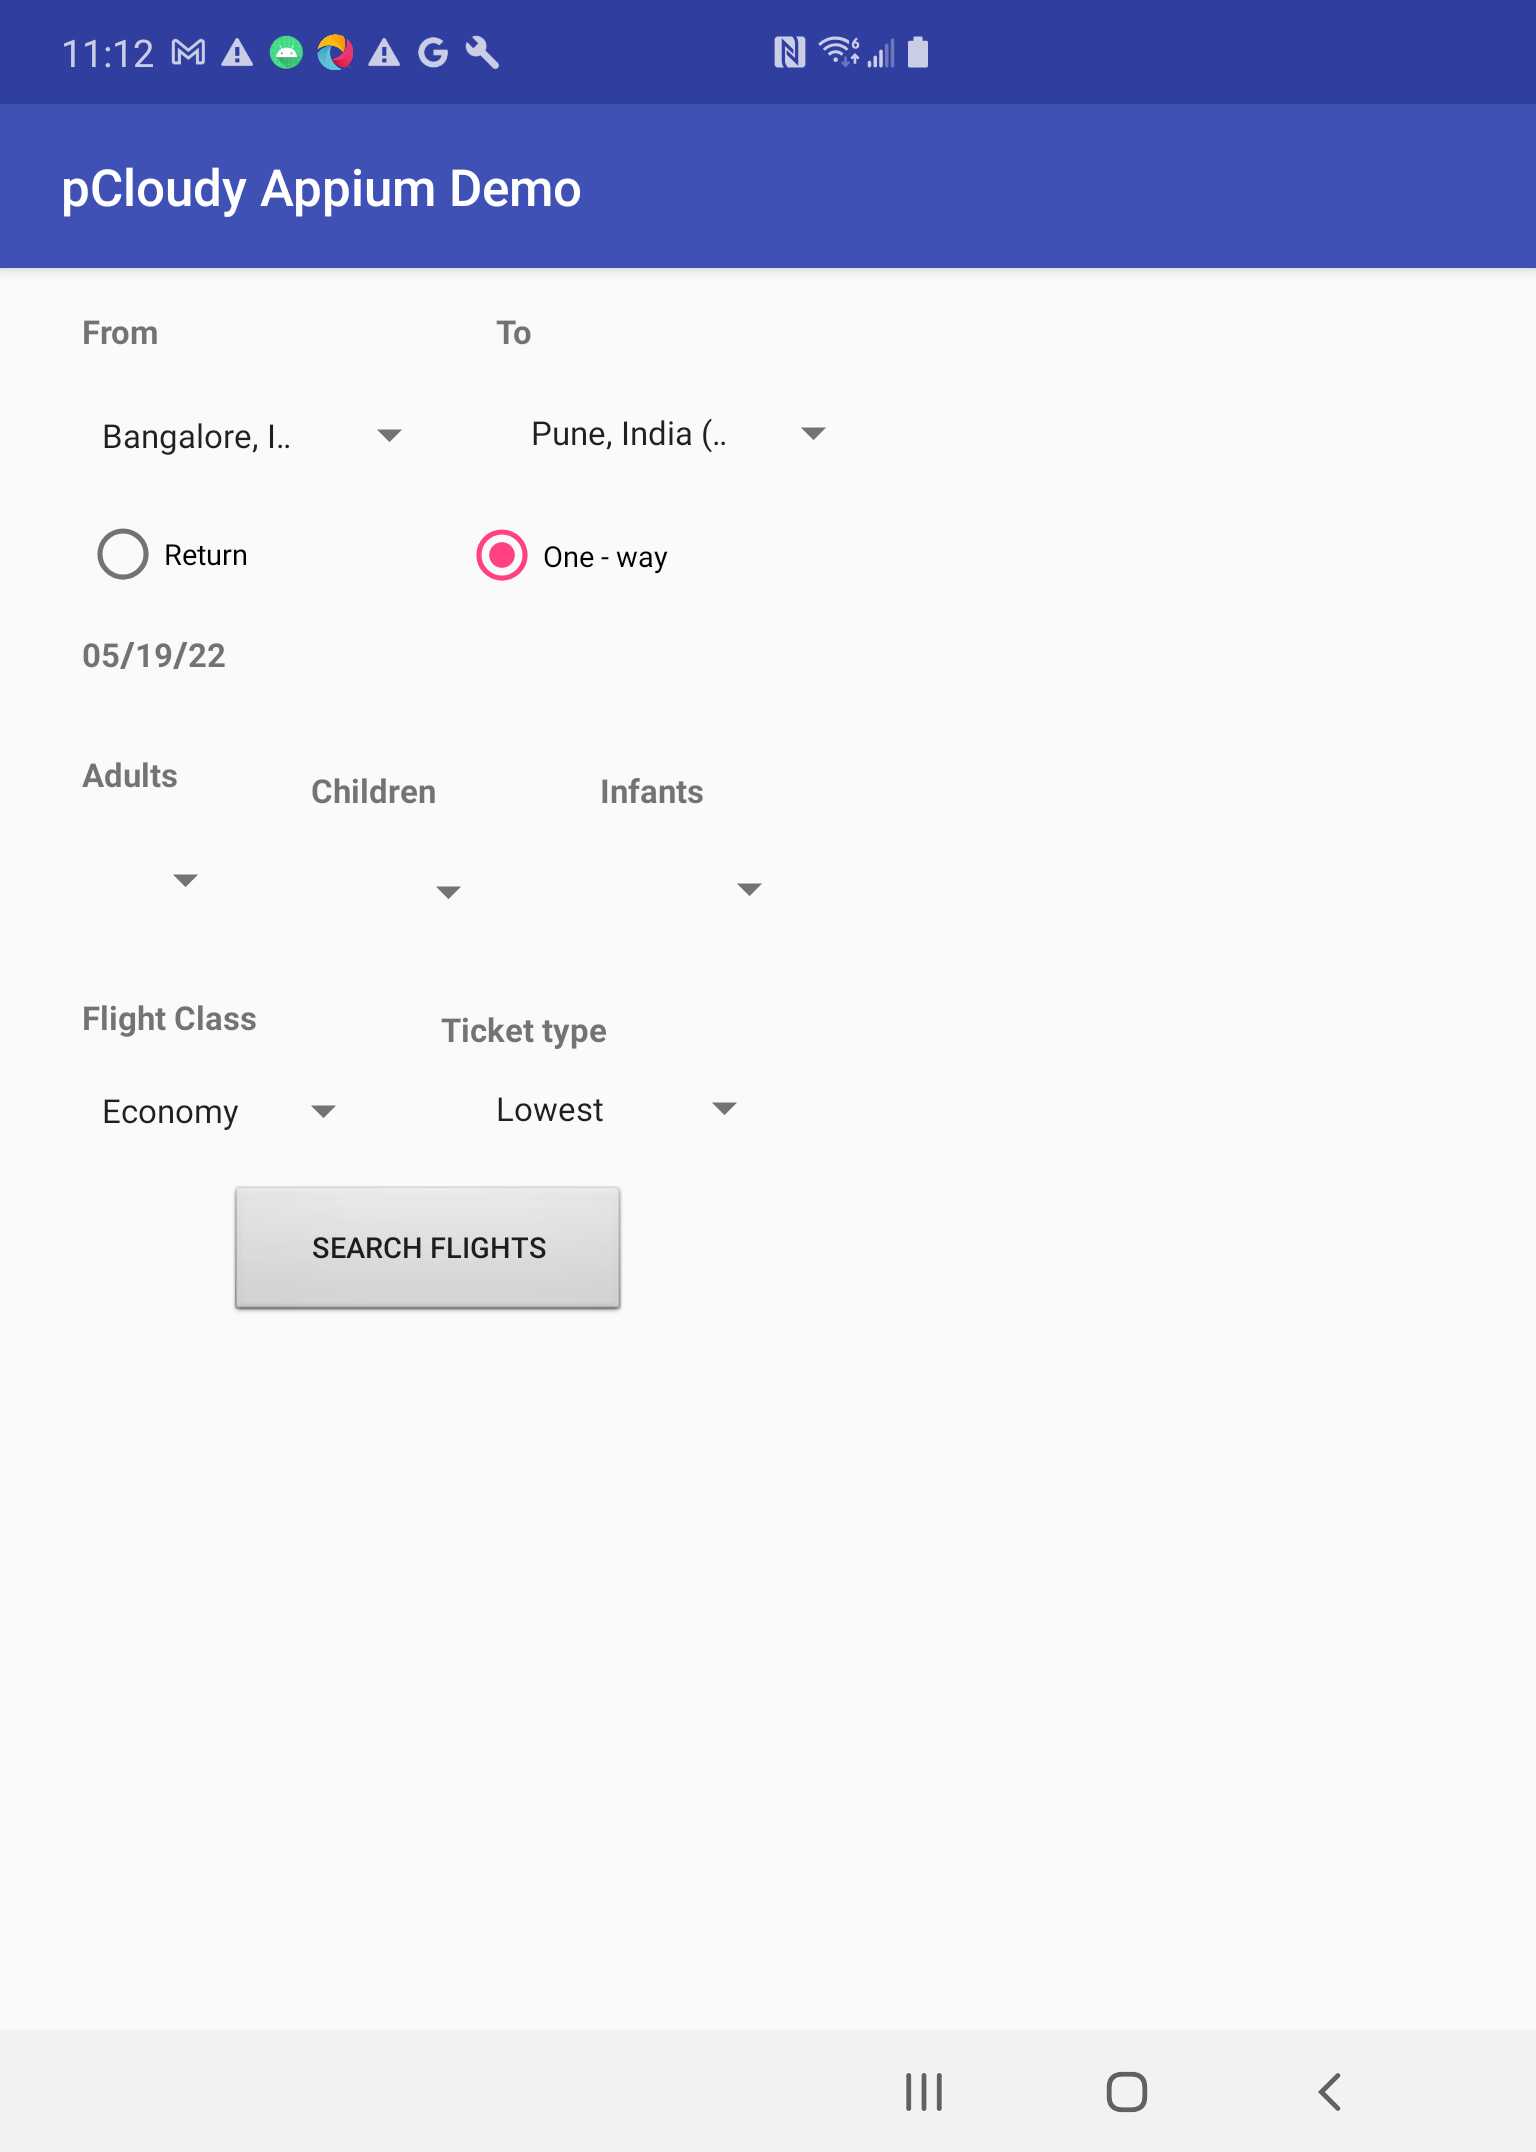 11:12
pCloudy Appium Demo
From To
Bangalore, I.. Pune, India (..
Return One - way
05/19/22
Adults Children Infants
Flight Class Ticket type
Economy Lowest
SEARCH FLIGHTS